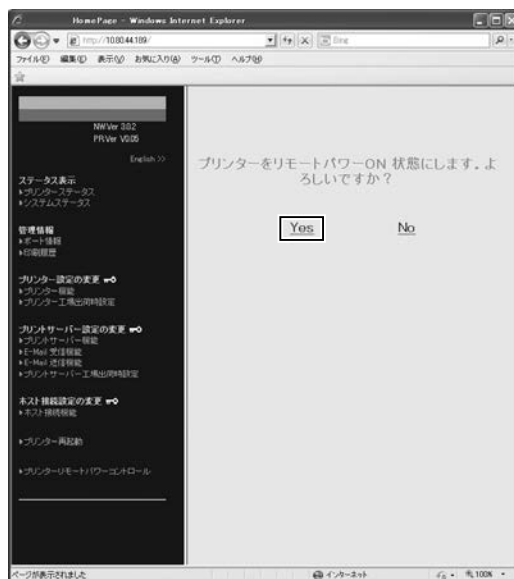 HomePage - Windows Internet Explorer
http://10.80.44.189/
Bing
ファイル(F) 編集(E) 表示(V) お気に入り(A) ツール(T) ヘルプ(H)
NW.Ver 3.0.2
PR.Ver V0.05
English >>
プリンターをリモートパワーON 状態にします。よ
ろしいですか？
Yes No
ステータス表示
プリンターステータス
システムステータス
管理情報
ポート情報
印刷履歴
プリンター設定の変更
プリンター機能
プリンター工場出荷時設定
プリントサーバー設定の変更
プリントサーバー機能
E-Mail 受信機能
E-Mail 送信機能
プリントサーバー工場出荷時設定
ホスト接続設定の変更
ホスト接続機能
プリンター再起動
プリンターリモートパワーコントロール
ページが表示されました
インターネット
100%